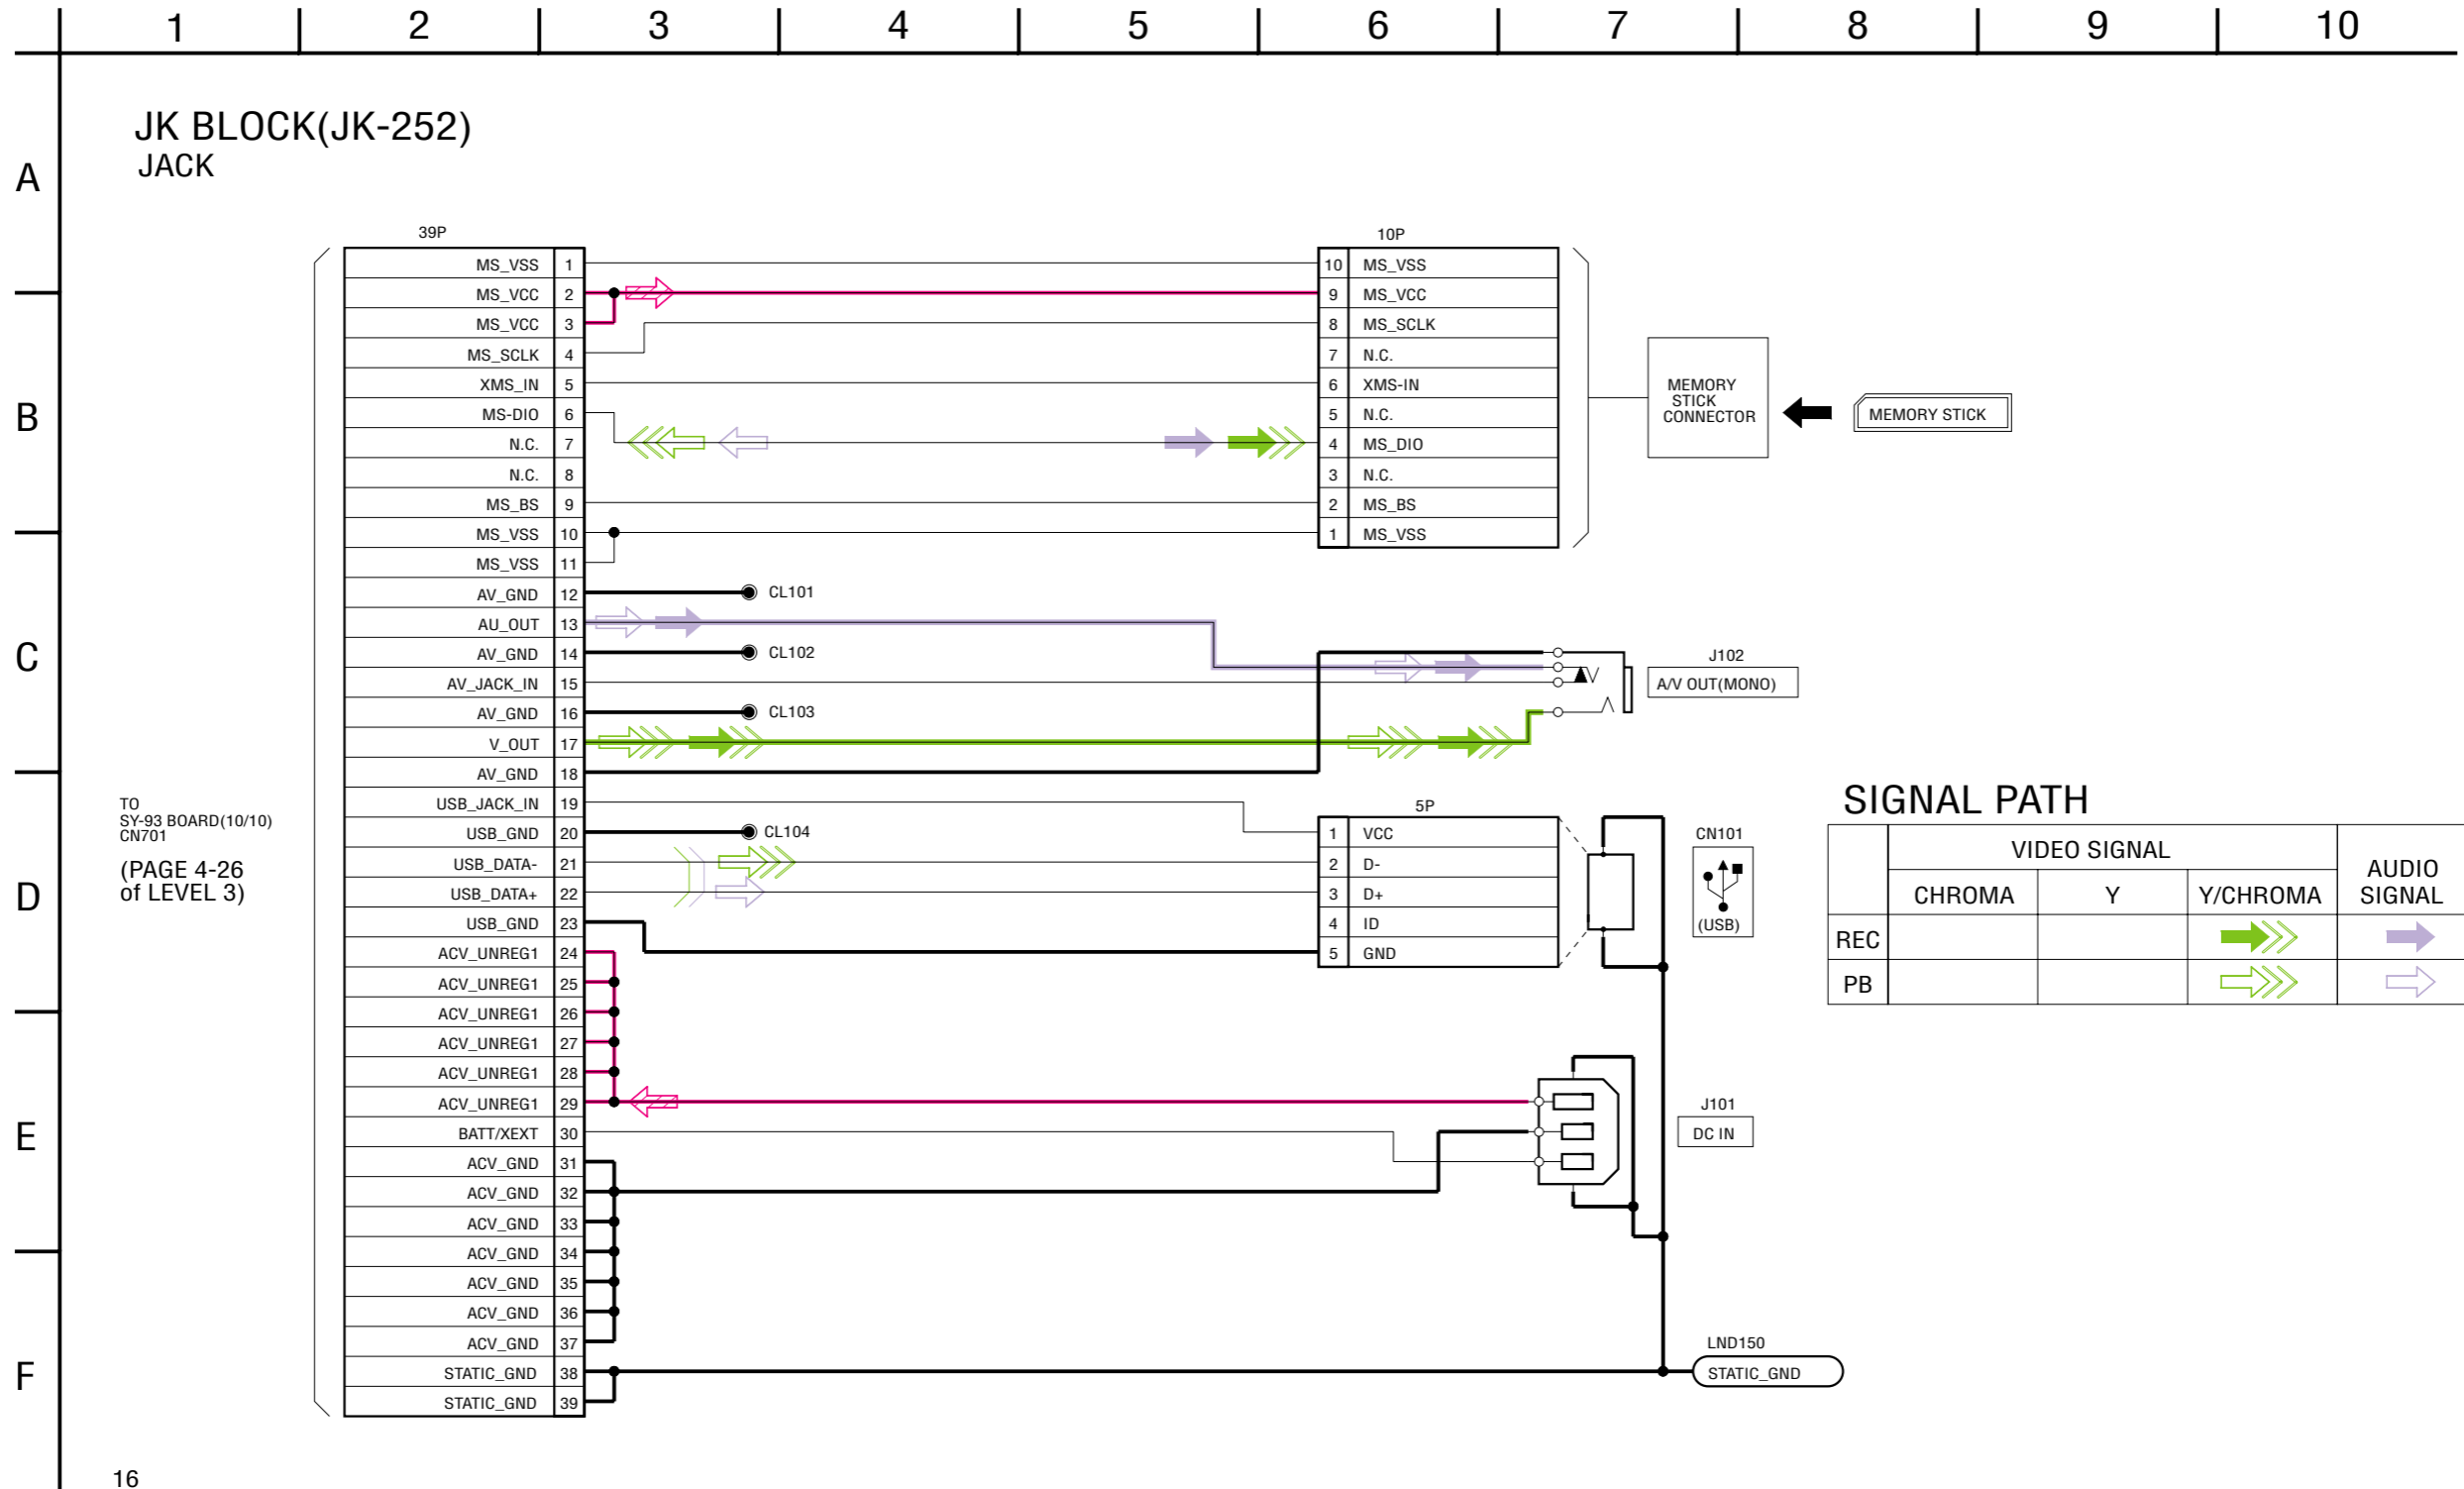 1 2 3 4 5 6 7 8 9 10
A
B
C
D
E
F
JK BLOCK(JK-252)
JACK
TO
SY-93 BOARD(10/10)
CN701
(PAGE 4-26
of LEVEL 3)
39P
MS_VSS 1
MS_VCC 2
MS_VCC 3
MS_SCLK 4
XMS_IN 5
MS-DIO 6
N.C. 7
N.C. 8
MS_BS 9
MS_VSS 10
MS_VSS 11
AV_GND 12
AU_OUT 13
AV_GND 14
AV_JACK_IN 15
AV_GND 16
V_OUT 17
AV_GND 18
USB_JACK_IN 19
USB_GND 20
USB_DATA- 21
USB_DATA+ 22
USB_GND 23
ACV_UNREG1 24
ACV_UNREG1 25
ACV_UNREG1 26
ACV_UNREG1 27
ACV_UNREG1 28
ACV_UNREG1 29
BATT/XEXT 30
ACV_GND 31
ACV_GND 32
ACV_GND 33
ACV_GND 34
ACV_GND 35
ACV_GND 36
ACV_GND 37
STATIC_GND 38
STATIC_GND 39
CL101
CL102
CL103
CL104
10P
10 MS_VSS
9 MS_VCC
8 MS_SCLK
7 N.C.
6 XMS-IN
5 N.C.
4 MS_DIO
3 N.C.
2 MS_BS
1 MS_VSS
MEMORY
STICK
CONNECTOR
MEMORY STICK
J102
A/V OUT(MONO)
5P
1 VCC
2 D-
3 D+
4 ID
5 GND
CN101
(USB)
J101
DC IN
LND150
STATIC_GND
SIGNAL PATH
VIDEO SIGNAL
AUDIO
SIGNAL
CHROMA Y Y/CHROMA
REC
PB
16